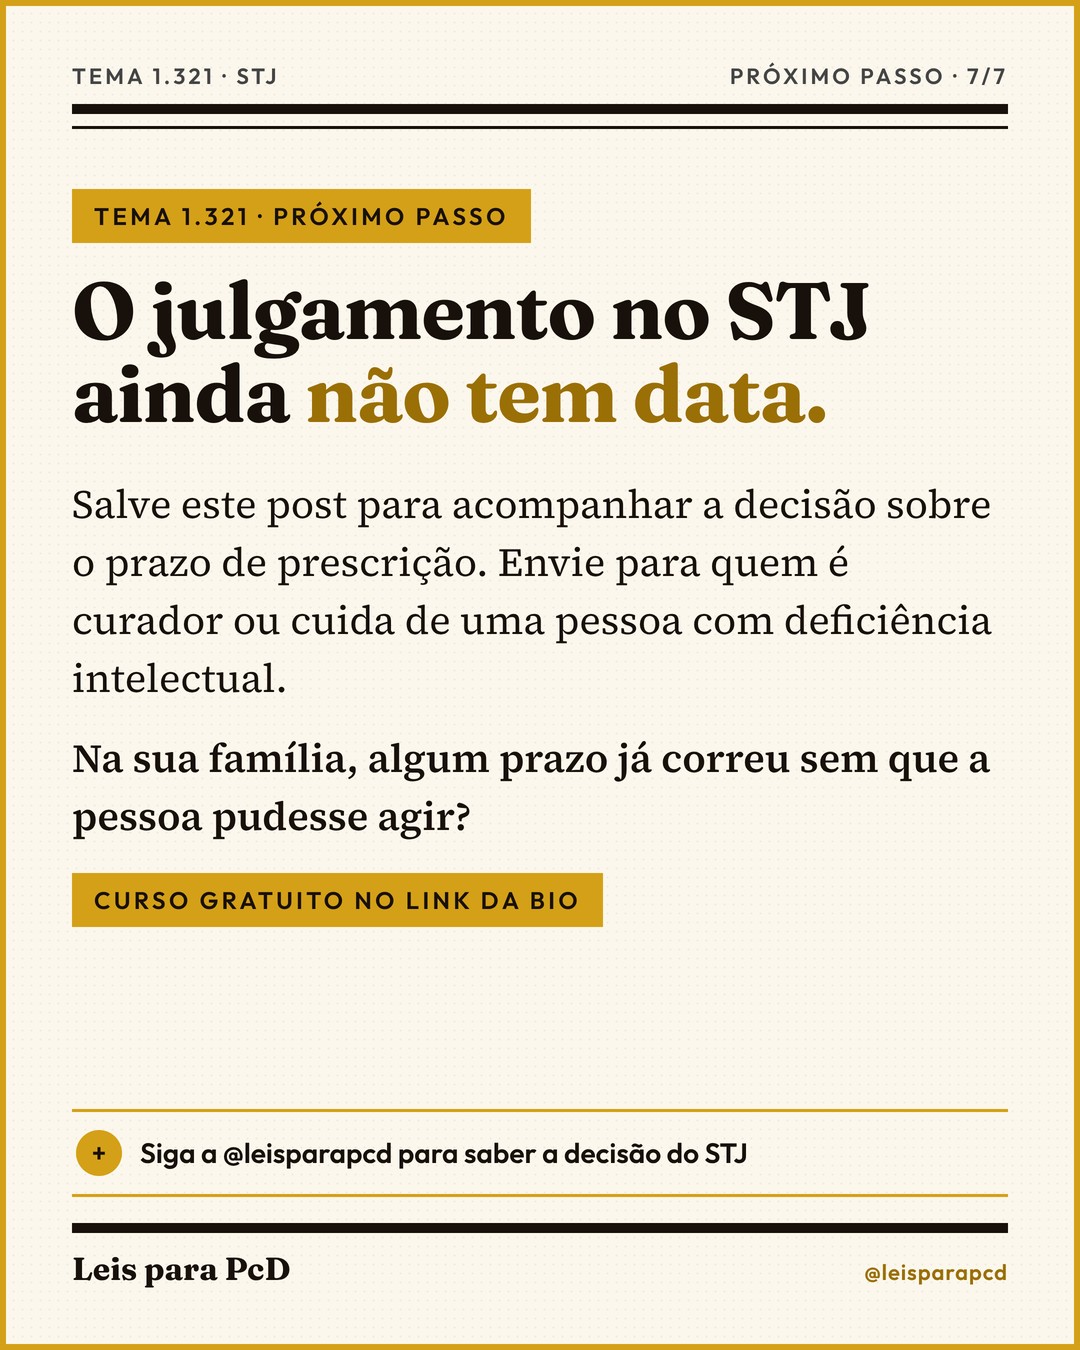 TEMA 1.321 · STJ
PRÓXIMO PASSO · 7/7
TEMA 1.321 · PRÓXIMO PASSO
O julgamento no STJ
ainda não tem data.
Salve este post para acompanhar a decisão sobre
o prazo de prescrição. Envie para quem é
curador ou cuida de uma pessoa com deficiência
intelectual.
Na sua família, algum prazo já correu sem que a
pessoa pudesse agir?
CURSO GRATUITO NO LINK DA BIO
+ Siga a @leisparapcd para saber a decisão do STJ
Leis para PcD
@leisparapcd